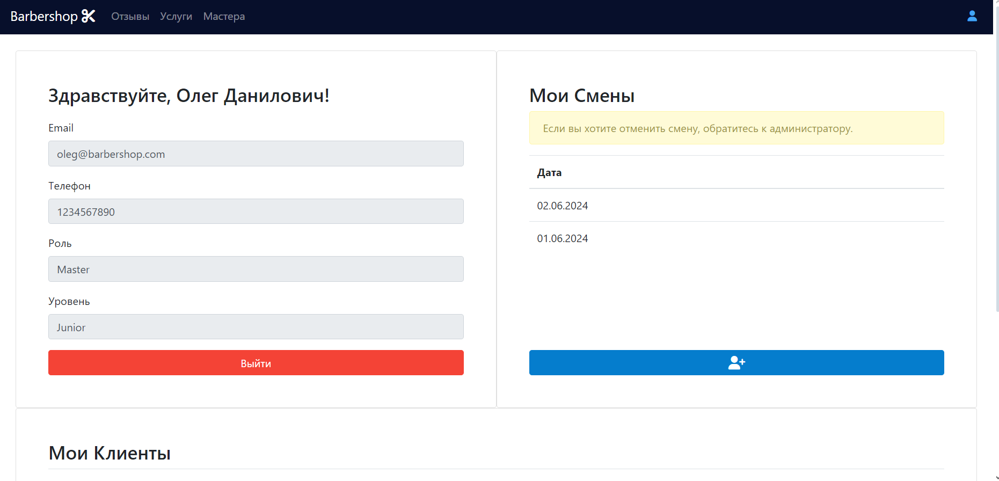 Barbershop Отзывы Услуги Мастера
Здравствуйте, Олег Данилович!
Email
oleg@barbershop.com
Телефон
1234567890
Роль
Master
Уровень
Junior
Выйти
Мои Смены
Если вы хотите отменить смену, обратитесь к администратору.
Дата
02.06.2024
01.06.2024
Мои Клиенты